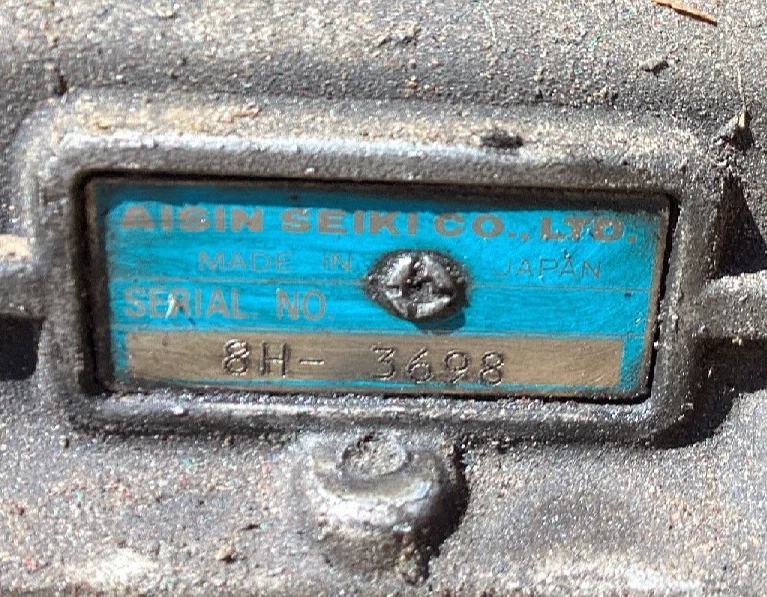 AISIN SEIKI CO., LTD.
MADE IN JAPAN
SERIAL NO.
8H- 3698